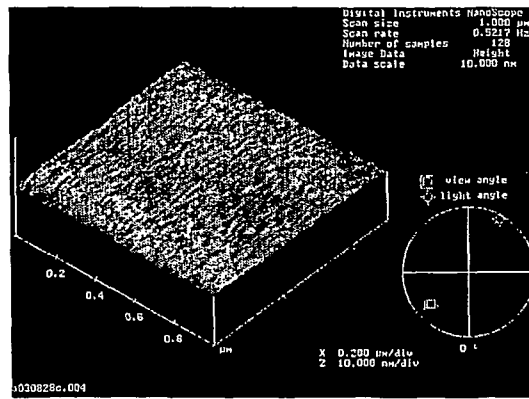 Digital Instruments NanoScope
Scan size 1.000 µm
Scan rate 0.5217 Hz
Number of samples 128
Image Data Height
Data scale 10.000 nm
view angle
light angle
0.2
0.4
0.6
0.8
µm
X 0.200 µm/div
Z 10.000 nm/div
030828c.004